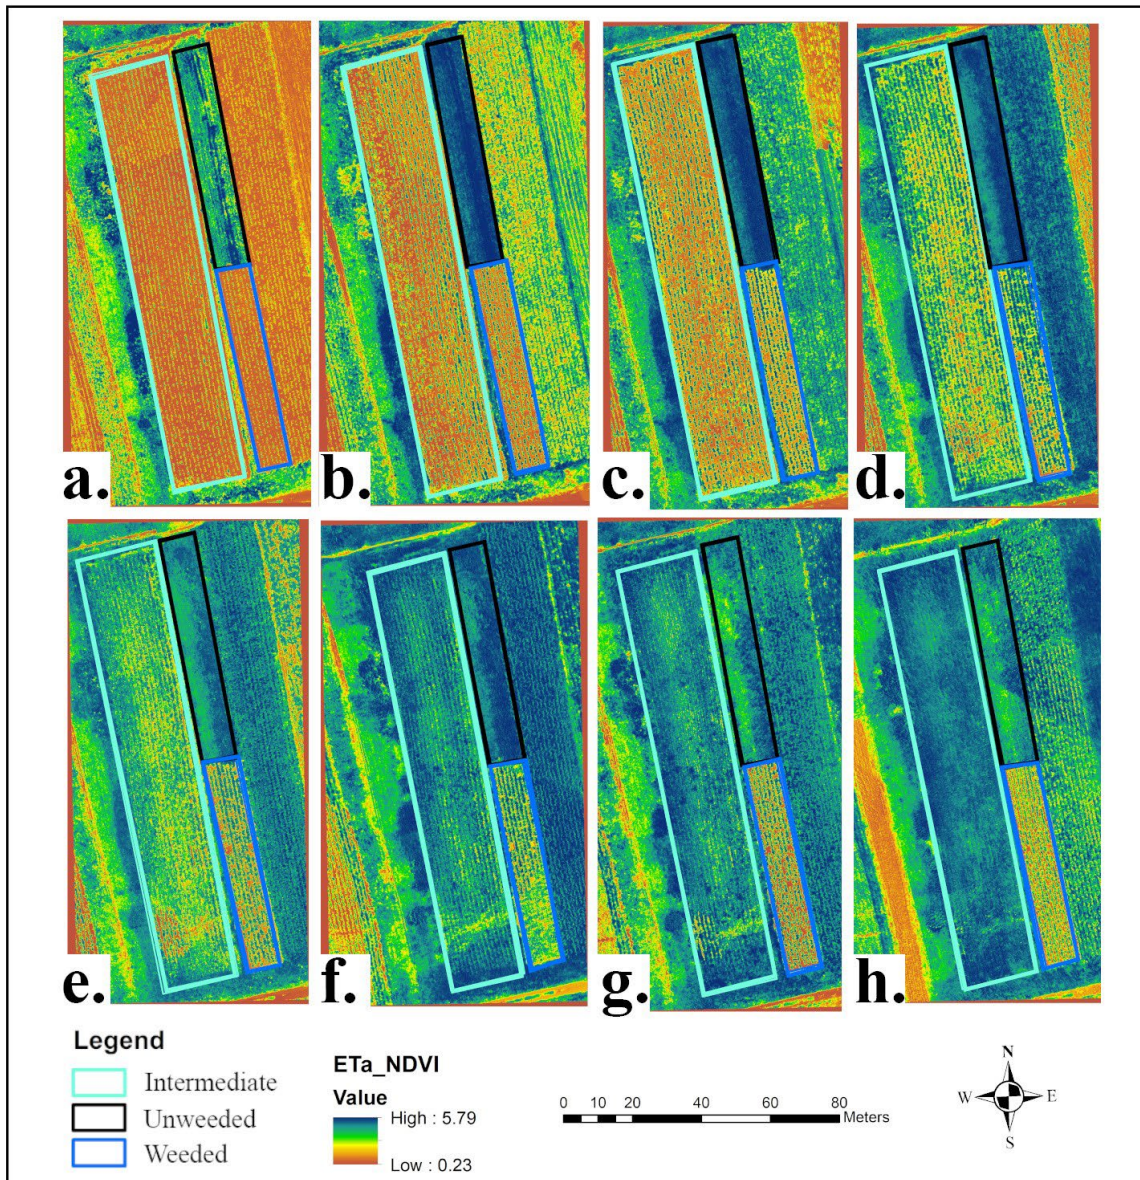 a.
b.
c.
d.
e.
f.
g.
h.
Legend
Intermediate
Unweeded
Weeded
ETa_NDVI
Value
High : 5.79
Low : 0.23
0 5 10 20 40 60 80
Meters
N
W E
S